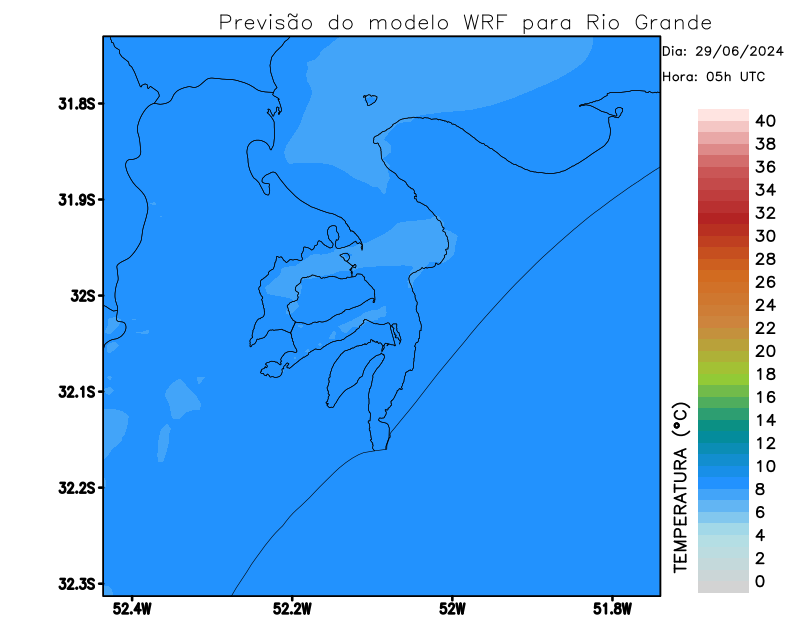 Previsão do modelo WRF para Rio Grande
Dia: 29/06/2024
Hora: 05h UTC
31.8S
31.9S
32S
32.1S
32.2S
32.3S
52.4W
52.2W
52W
51.8W
TEMPERATURA (°C)
40
38
36
34
32
30
28
26
24
22
20
18
16
14
12
10
8
6
4
2
0